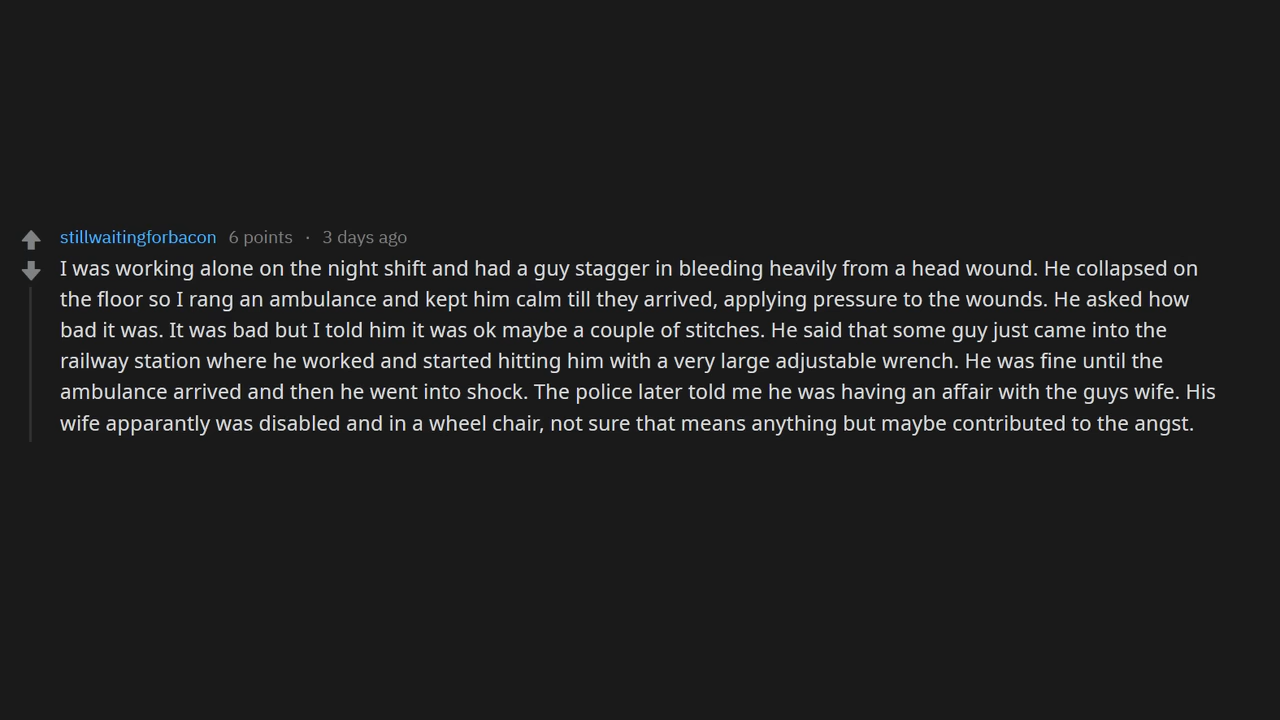 stillwaitingforbacon 6 points · 3 days ago
I was working alone on the night shift and had a guy stagger in bleeding heavily from a head wound. He collapsed on
the floor so I rang an ambulance and kept him calm till they arrived, applying pressure to the wounds. He asked how
bad it was. It was bad but I told him it was ok maybe a couple of stitches. He said that some guy just came into the
railway station where he worked and started hitting him with a very large adjustable wrench. He was fine until the
ambulance arrived and then he went into shock. The police later told me he was having an affair with the guys wife. His
wife apparantly was disabled and in a wheel chair, not sure that means anything but maybe contributed to the angst.